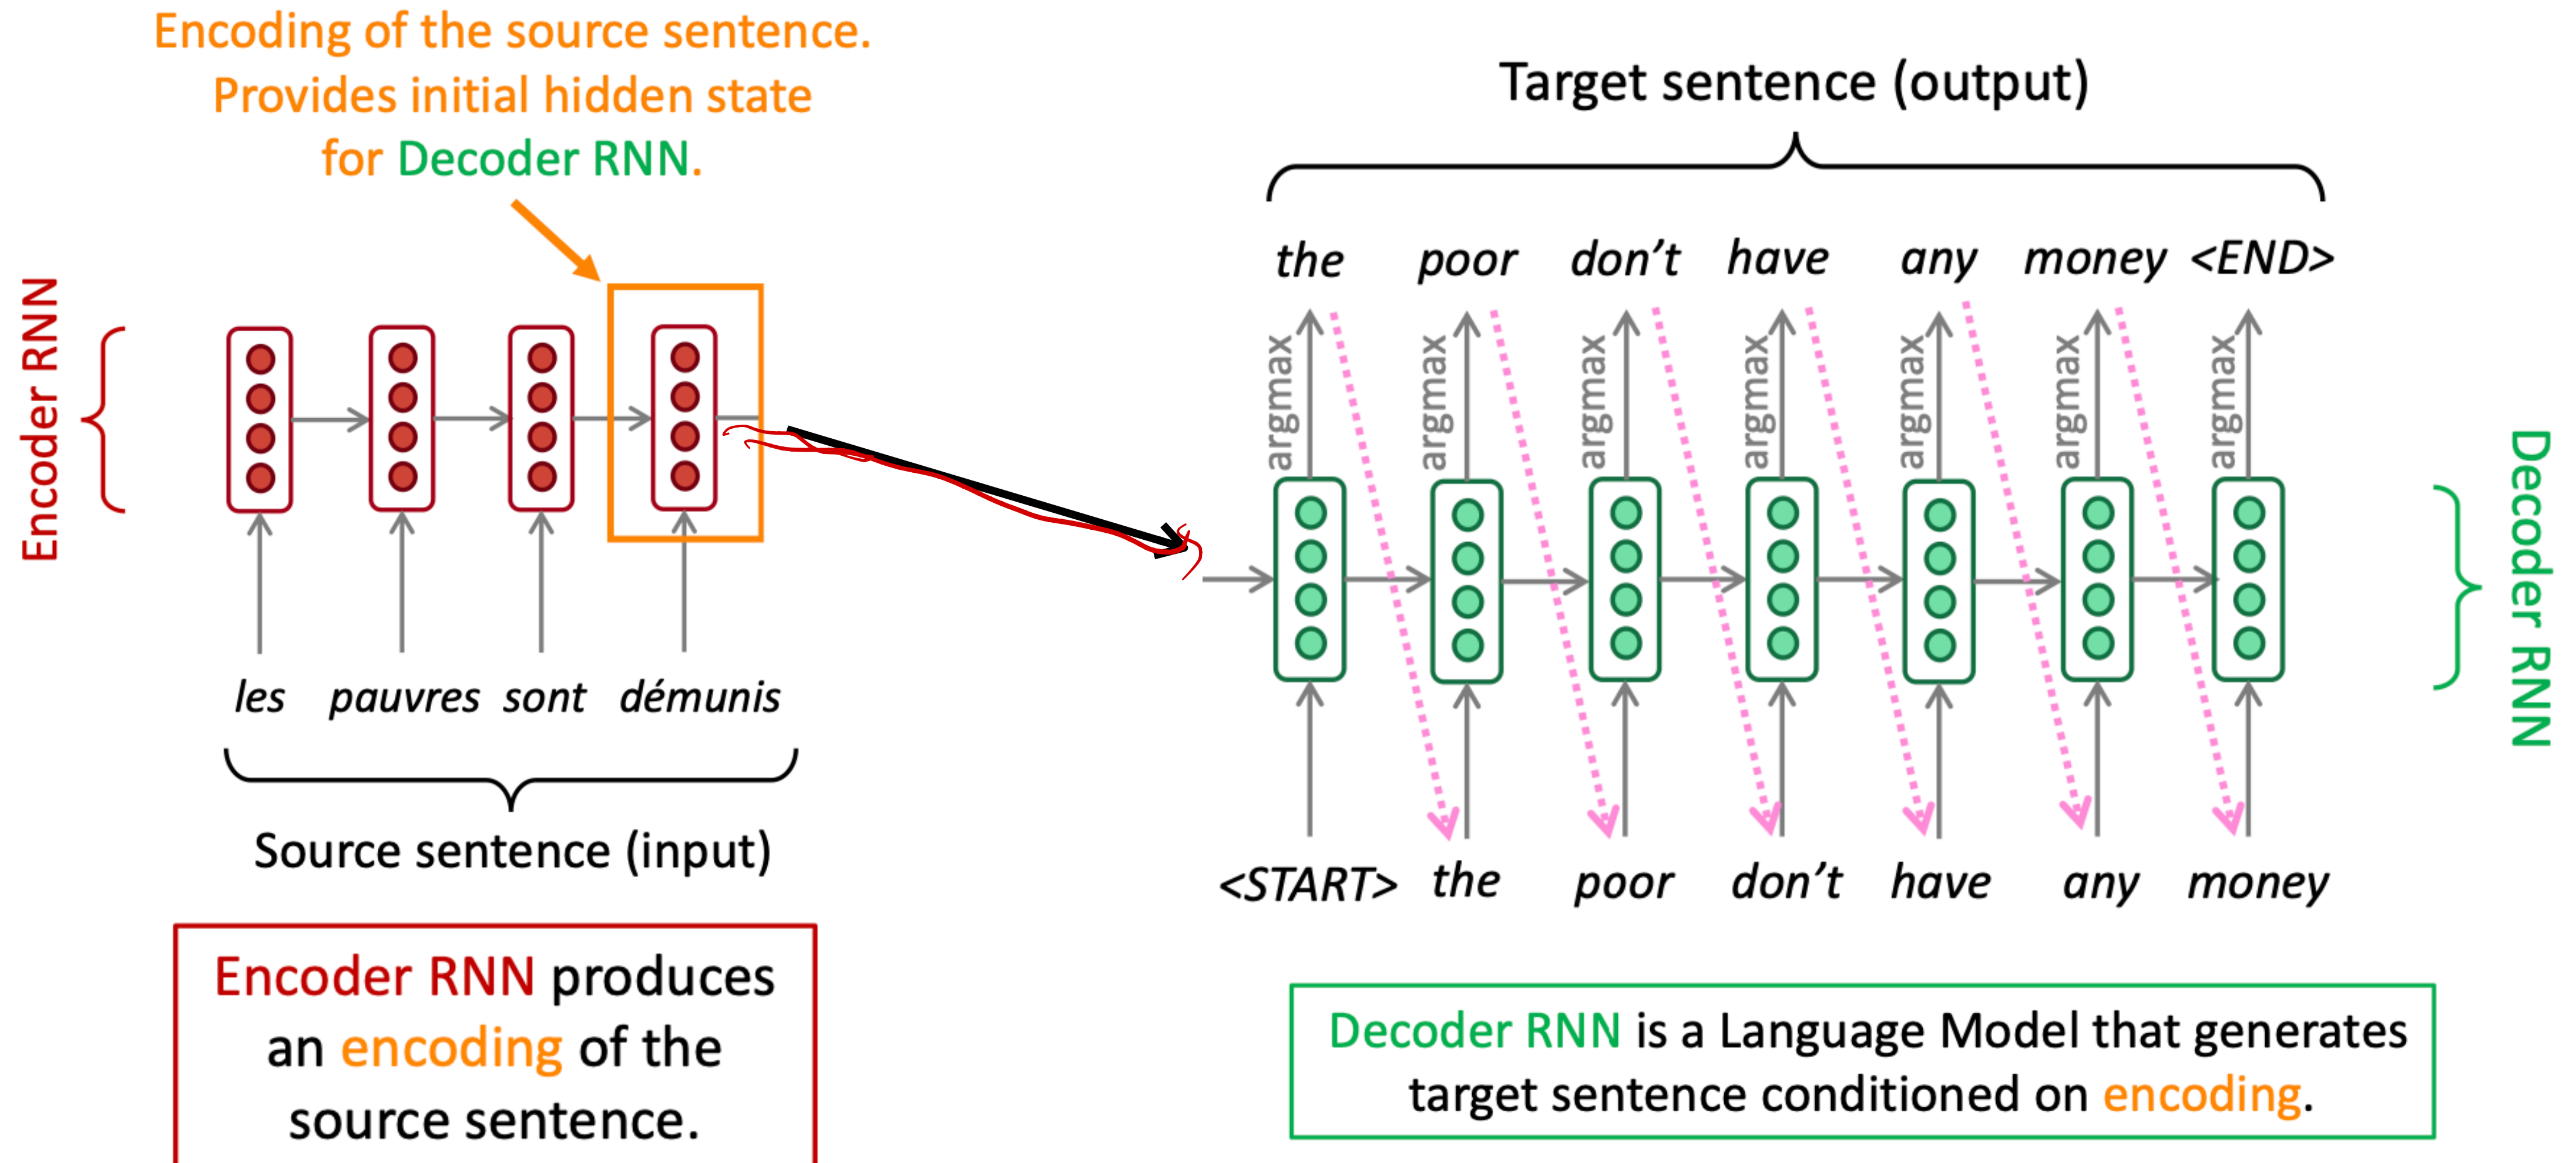 Encoding of the source sentence.
Provides initial hidden state
for Decoder RNN.
Encoder RNN
les pauvres sont démunis
Source sentence (input)
Encoder RNN produces
an encoding of the
source sentence.
Target sentence (output)
the poor don't have any money <END>
argmax argmax argmax argmax argmax argmax argmax
Decoder RNN
<START> the poor don't have any money
Decoder RNN is a Language Model that generates
target sentence conditioned on encoding.